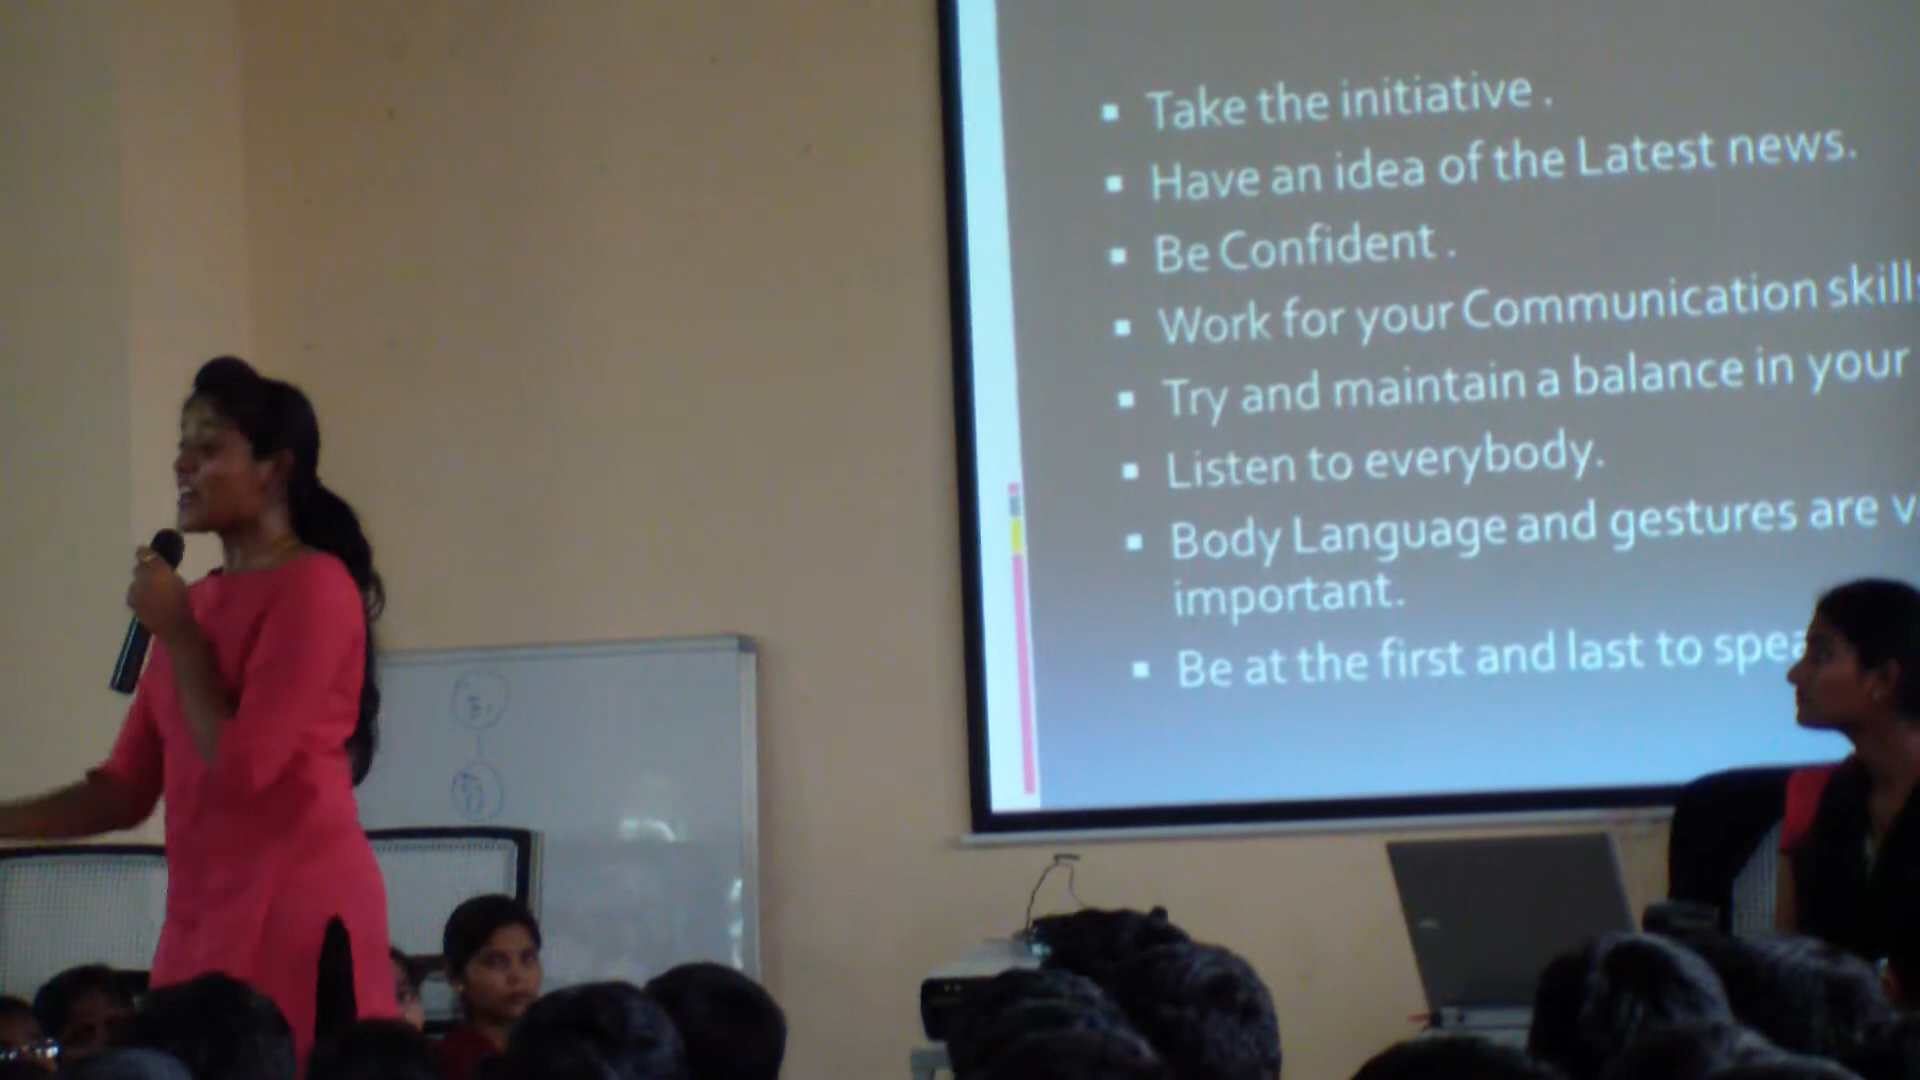 Take the initiative .
Have an idea of the Latest news.
Be Confident .
Work for your Communication skills
Try and maintain a balance in your
Listen to everybody.
Body Language and gestures are
important.
Be at the first and last to